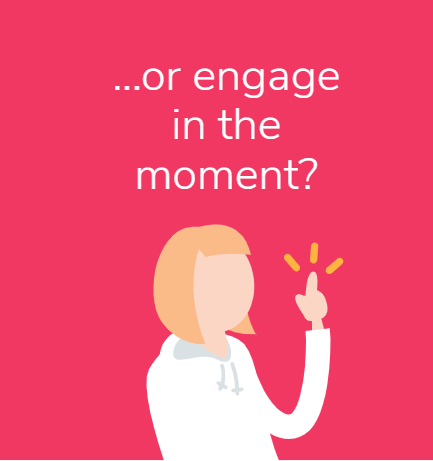 ...or engage
in the
moment?